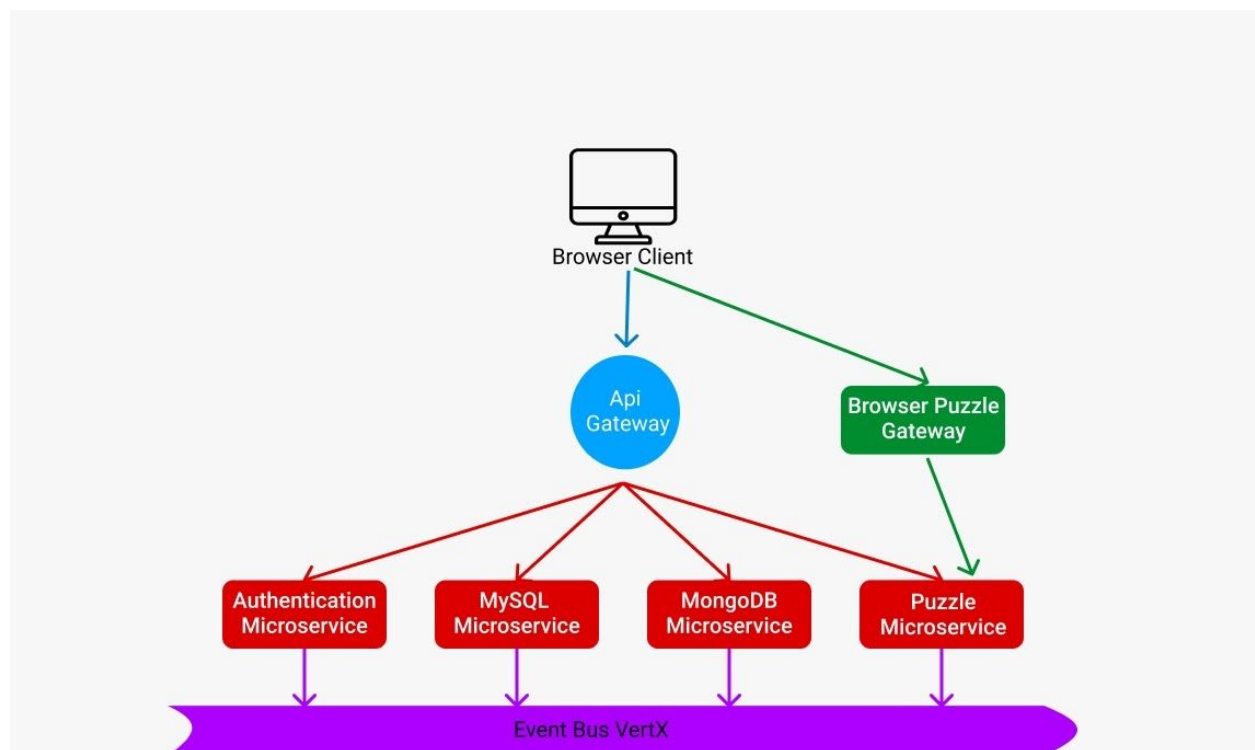 Browser Client
Api
Gateway
Browser Puzzle
Gateway
Authentication
Microservice
MySQL
Microservice
MongoDB
Microservice
Puzzle
Microservice
Event Bus VertX